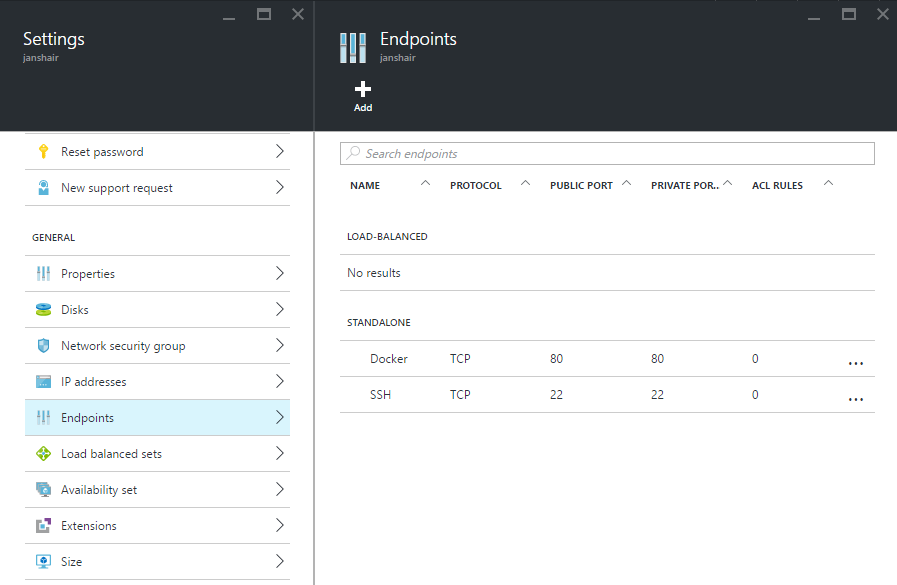 Settings
janshair
Reset password
New support request
GENERAL
Properties
Disks
Network security group
IP addresses
Endpoints
Load balanced sets
Availability set
Extensions
Size
Endpoints
janshair
Add
Search endpoints
NAME PROTOCOL PUBLIC PORT PRIVATE POR.. ACL RULES
LOAD-BALANCED
No results
STANDALONE
Docker TCP 80 80 0 ...
SSH TCP 22 22 0 ...